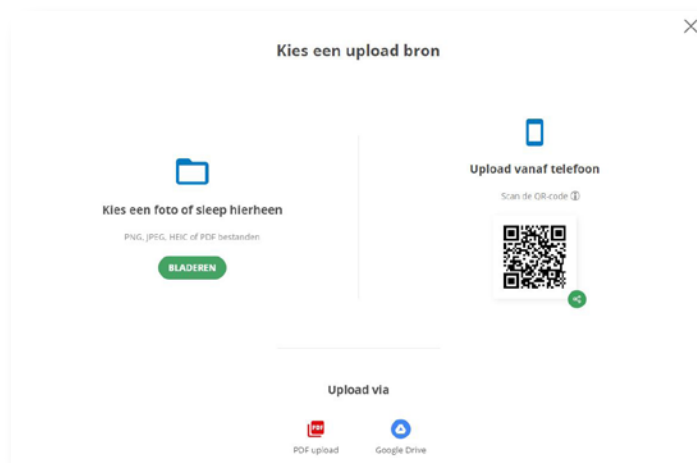 Kies een upload bron
Kies een foto of sleep hierheen
PNG, JPEG, HEIC of PDF bestanden
BLADEREN
Upload vanaf telefoon
Scan de QR-code
Upload via
PDF
PDF upload
Google Drive